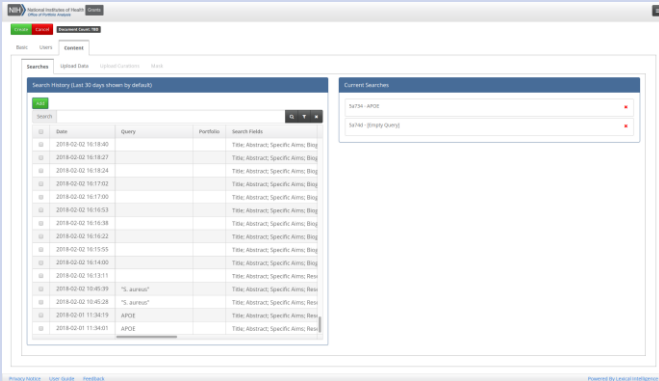 NIH National Institutes of Health Grants
Office of Portfolio Analysis
Create Cancel Document Count: 788
Basic Users Content
Searches Upload Data Upload Curations More
Search History (Last 30 days shown by default)
Add
Search
Date Query Portfolio Search Fields
2018-02-02 16:18:40 Title; Abstract; Specific Aims; Biog
2018-02-02 16:18:27 Title; Abstract; Specific Aims; Biog
2018-02-02 16:18:24 Title; Abstract; Specific Aims; Biog
2018-02-02 16:17:02 Title; Abstract; Specific Aims; Biog
2018-02-02 16:17:00 Title; Abstract; Specific Aims; Biog
2018-02-02 16:16:53 Title; Abstract; Specific Aims; Biog
2018-02-02 16:16:38 Title; Abstract; Specific Aims; Biog
2018-02-02 16:16:22 Title; Abstract; Specific Aims; Biog
2018-02-02 16:15:55 Title; Abstract; Specific Aims; Biog
2018-02-02 16:14:00 Title; Abstract; Specific Aims; Biog
2018-02-02 16:13:11 Title; Abstract; Specific Aims; Rese
2018-02-02 10:45:39 "S. aureus" Title; Abstract; Specific Aims; Rese
2018-02-02 10:45:28 "S. aureus" Title; Abstract; Specific Aims; Rese
2018-02-01 11:34:19 APOE Title; Abstract; Specific Aims; Rese
2018-02-01 11:34:01 APOE Title; Abstract; Specific Aims; Rese
Current Searches
5a734 - APOE
5a740 - [Empty Query]
Privacy Notice User Guide Feedback Powered By Lexical Intelligence